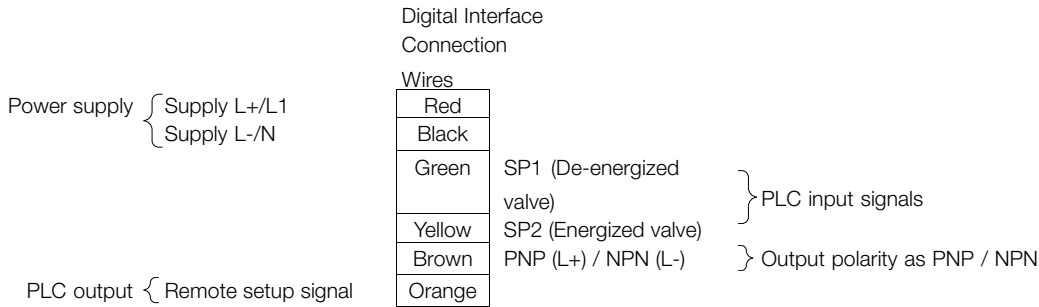 Digital Interface
Connection
Wires
Power supply Supply L+/L1 Red
Supply L-/N Black
Green SP1 (De-energized
valve) PLC input signals
Yellow SP2 (Energized valve)
Brown PNP (L+) / NPN (L-) Output polarity as PNP / NPN
PLC output Remote setup signal Orange